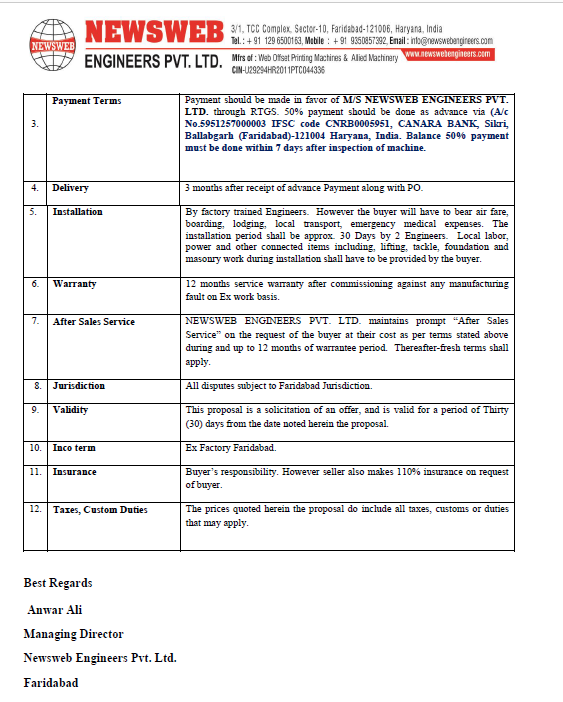 NEWSWEB
NEWSWEB
ENGINEERS PVT. LTD.
3/1, TCC Complex, Sector-10, Faridabad-121006, Haryana, India
Tel. : + 91 129 6500163, Mobile : + 91 9350857392, Email : info@newswebengineers.com
Mfrs of : Web Offset Printing Machines & Allied Machinery
www.newswebengineers.com
CIN-U29294HR2011PTC044336
3.
Payment Terms
Payment should be made in favor of M/S NEWSWEB ENGINEERS PVT.
LTD. through RTGS. 50% payment should be done as advance via (A/c
No.5951257000003 IFSC code CNRB0005951, CANARA BANK, Sikri,
Ballabgarh (Faridabad)-121004 Haryana, India. Balance 50% payment
must be done within 7 days after inspection of machine.
4. Delivery
3 months after receipt of advance Payment along with PO.
5. Installation
By factory trained Engineers. However the buyer will have to bear air fare,
boarding, lodging, local transport, emergency medical expenses. The
installation period shall be approx. 30 Days by 2 Engineers. Local labor,
power and other connected items including, lifting, tackle, foundation and
masonry work during installation shall have to be provided by the buyer.
6. Warranty
12 months service warranty after commissioning against any manufacturing
fault on Ex work basis.
7. After Sales Service
NEWSWEB ENGINEERS PVT. LTD. maintains prompt “After Sales
Service” on the request of the buyer at their cost as per terms stated above
during and up to 12 months of warrantee period. Thereafter-fresh terms shall
apply.
8. Jurisdiction
All disputes subject to Faridabad Jurisdiction.
9. Validity
This proposal is a solicitation of an offer, and is valid for a period of Thirty
(30) days from the date noted herein the proposal.
10. Inco term
Ex Factory Faridabad.
11. Insurance
Buyer’s responsibility. However seller also makes 110% insurance on request
of buyer.
12. Taxes, Custom Duties
The prices quoted herein the proposal do include all taxes, customs or duties
that may apply.
Best Regards
Anwar Ali
Managing Director
Newsweb Engineers Pvt. Ltd.
Faridabad